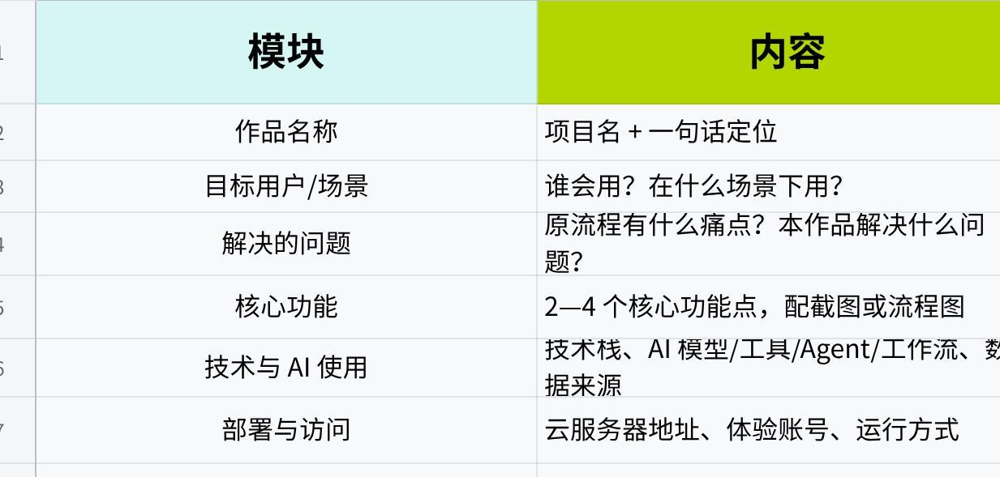 模块 内容
1
2 作品名称 项目名 + 一句话定位
3 目标用户/场景 谁会用？在什么场景下用？
4 解决的问题 原流程有什么痛点？本作品解决什么问
题？
5 核心功能 2—4 个核心功能点，配截图或流程图
6 技术与 AI 使用 技术栈、AI 模型/工具/Agent/工作流、数
据来源
7 部署与访问 云服务器地址、体验账号、运行方式